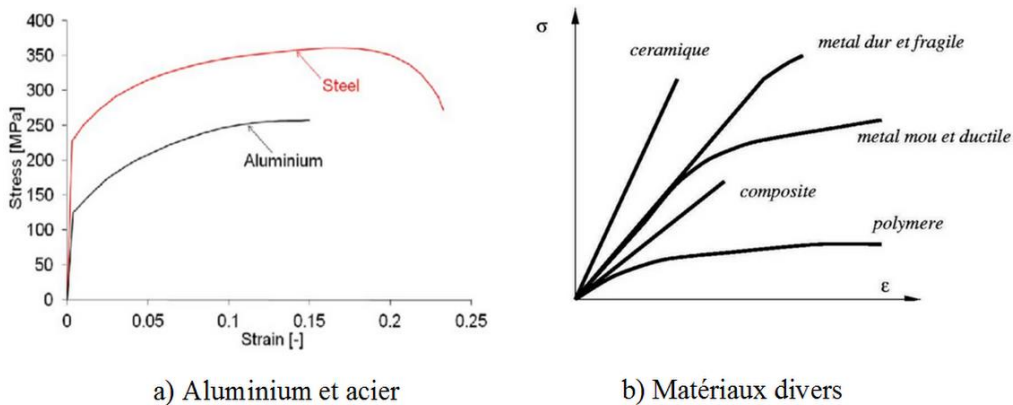 400
350
300
250
200
150
100
50
0
Stress [MPa]
Steel
Aluminium
0 0.05 0.1 0.15 0.2 0.25
Strain [-]
a) Aluminium et acier
σ
ceramique
metal dur et fragile
metal mou et ductile
composite
polymere
ε
b) Matériaux divers